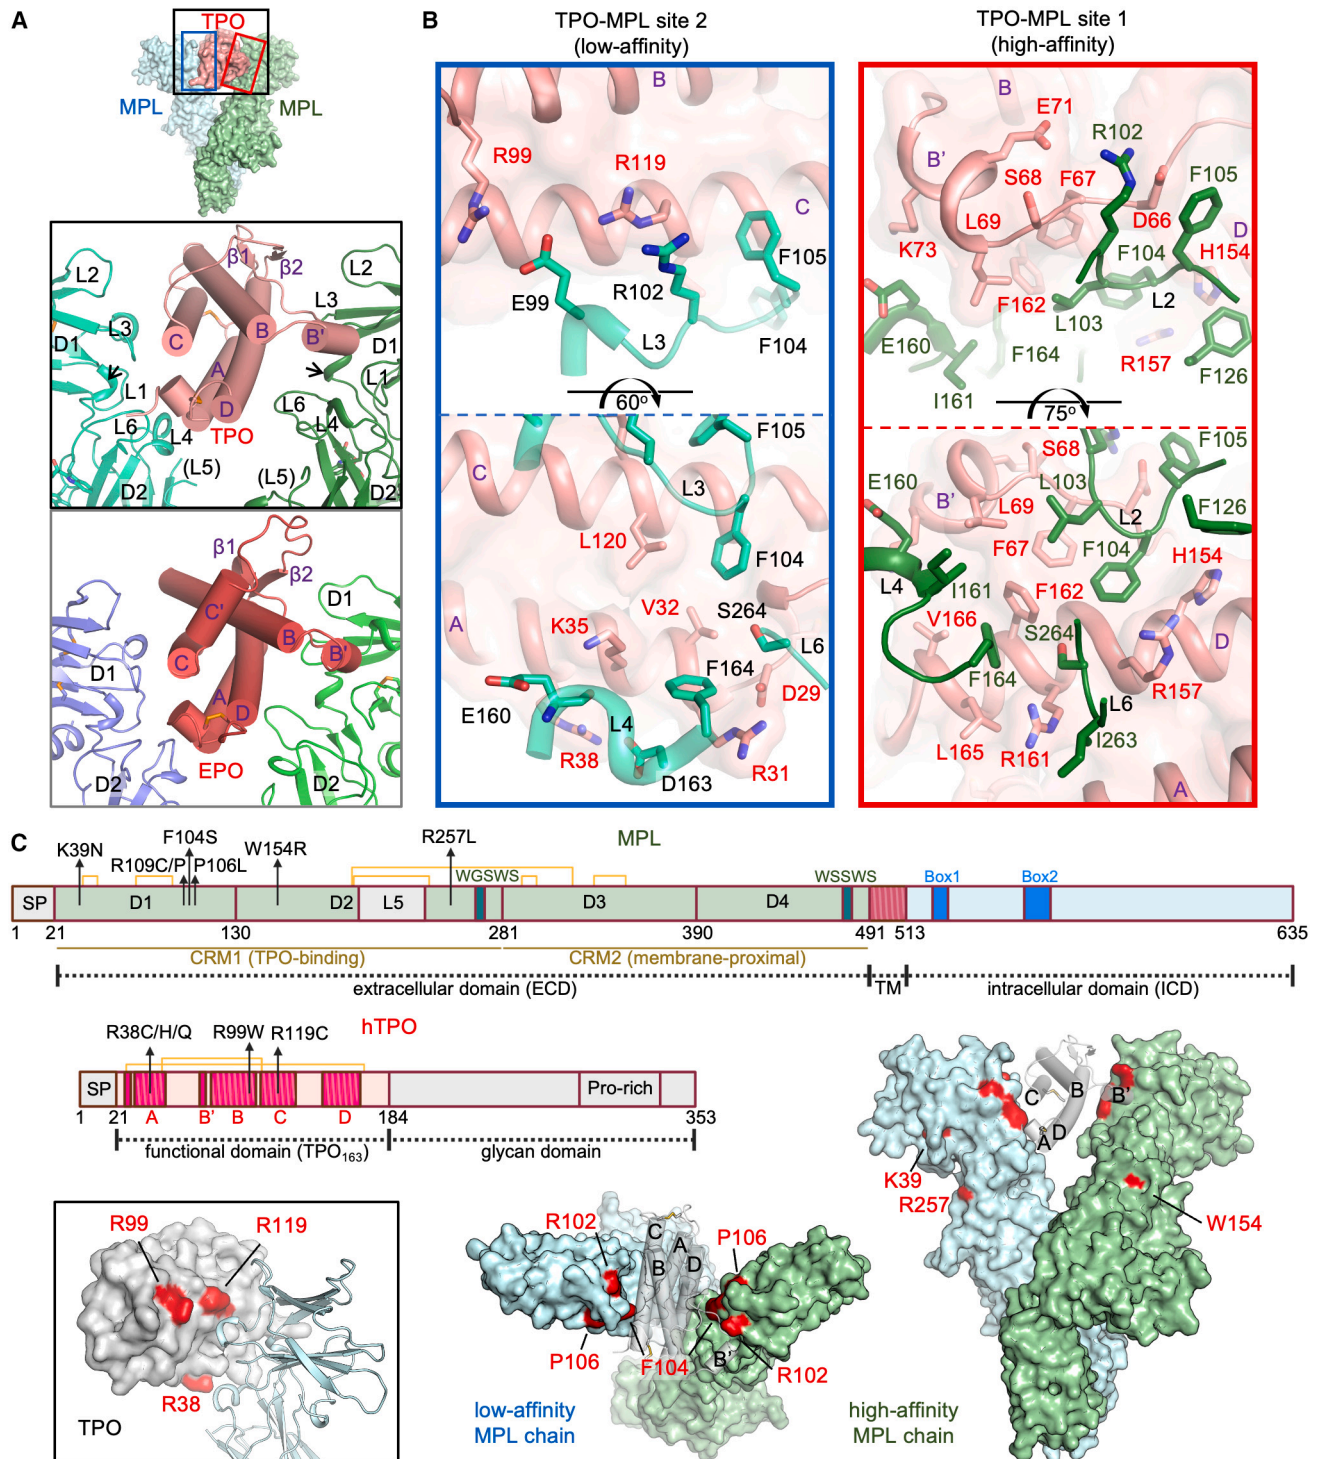 A
TPO
MPL
MPL
L2
β1
β2
L2
L3
L3
D1
C
B
B'
D1
A
L1
L1
D
L6
L6
L4
L4
TPO
(L5)
(L5)
D2
D2
β1
β2
D1
C'
B
B'
C
D1
A
D
EPO
D2
D2
B
TPO-MPL site 2
(low-affinity)
B
R99
R119
C
F105
E99
R102
L3
F104
60º
F105
C
L3
L120
F104
V32
S264
A
K35
L6
F164
D29
E160
L4
R38
D163
R31
TPO-MPL site 1
(high-affinity)
B
E71
R102
B'
S68
F67
F105
L69
D66
D
K73
F104
H154
F162
L2
L103
E160
F164
R157
F126
I161
75º
S68
F105
E160
L103
B'
L69
L2
F126
F67
F104
H154
L4
I161
F162
V166
S264
D
F164
R157
L6
L165
R161
I263
A
C
F104S
MPL
K39N
R109C/P
P106L
W154R
R257L
WGSWS
WSSWS
Box1
Box2
SP
D1
D2
L5
D3
D4
1
21
130
281
390
491
513
635
CRM1 (TPO-binding)
CRM2 (membrane-proximal)
extracellular domain (ECD)
TM
intracellular domain (ICD)
R38C/H/Q
R99W
R119C
hTPO
SP
Pro-rich
1
21
A
B'
B
C
D
184
353
functional domain (TPO163)
glycan domain
R99
R119
R38
TPO
R102
C
A
P106
B
D
P106
F104
B'
R102
low-affinity
MPL chain
high-affinity
MPL chain
C
B
B'
A
D
K39
R257
W154